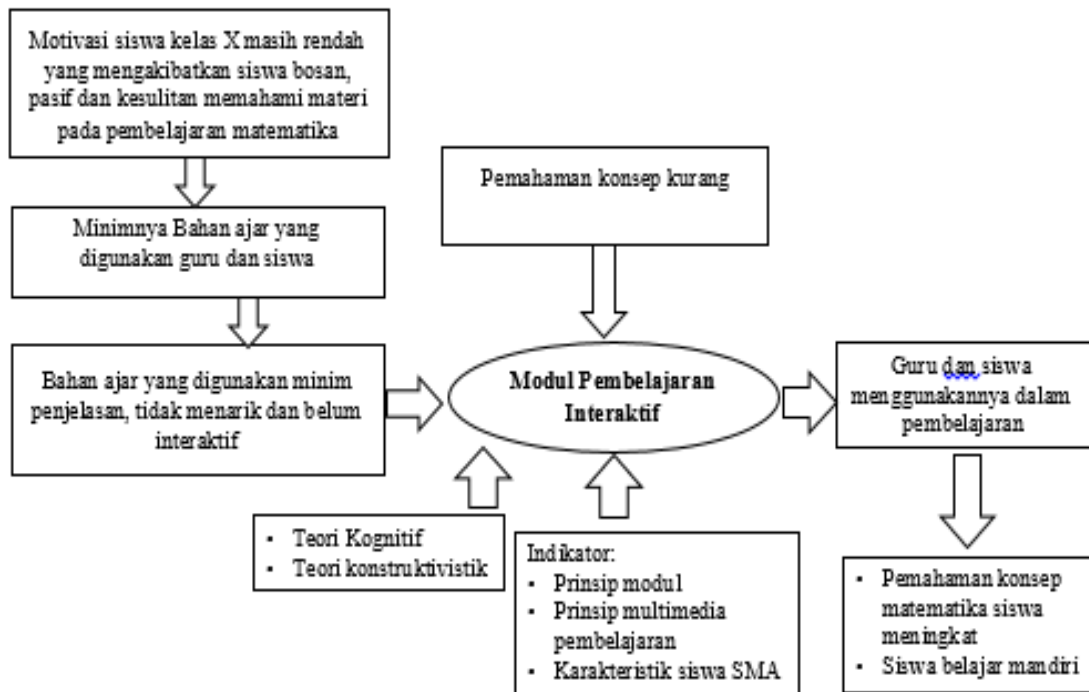 Motivasi siswa kelas X masih rendah
yang mengakibatkan siswa bosan,
pasif dan kesulitan memahami materi
pada pembelajaran matematika
Minimnya Bahan ajar yang
digunakan guru dan siswa
Bahan ajar yang digunakan minim
penjelasan, tidak menarik dan belum
interaktif
Pemahaman konsep kurang
Modul Pembelajaran
Interaktif
▪ Teori Kognitif
▪ Teori konstruktivistik
Indikator:
▪ Prinsip modul
▪ Prinsip multimedia
pembelajaran
▪ Karakteristik siswa SMA
Guru dan siswa
menggunakannya dalam
pembelajaran
▪ Pemahaman konsep
matematika siswa
meningkat
▪ Siswa belajar mandiri